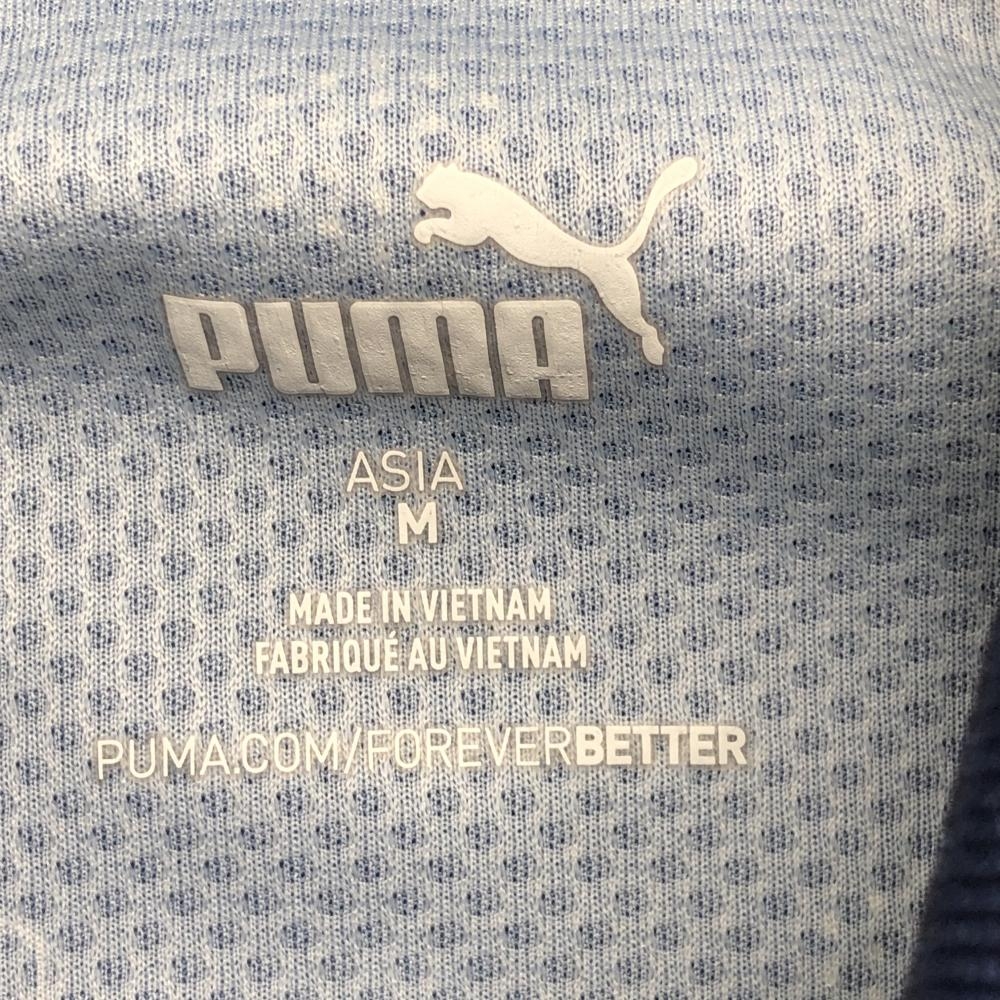 PUMA
ASIA
M
MADE IN VIETNAM
FABRIQUÉ AU VIETNAM
PUMA.COM/FOREVERBETTER